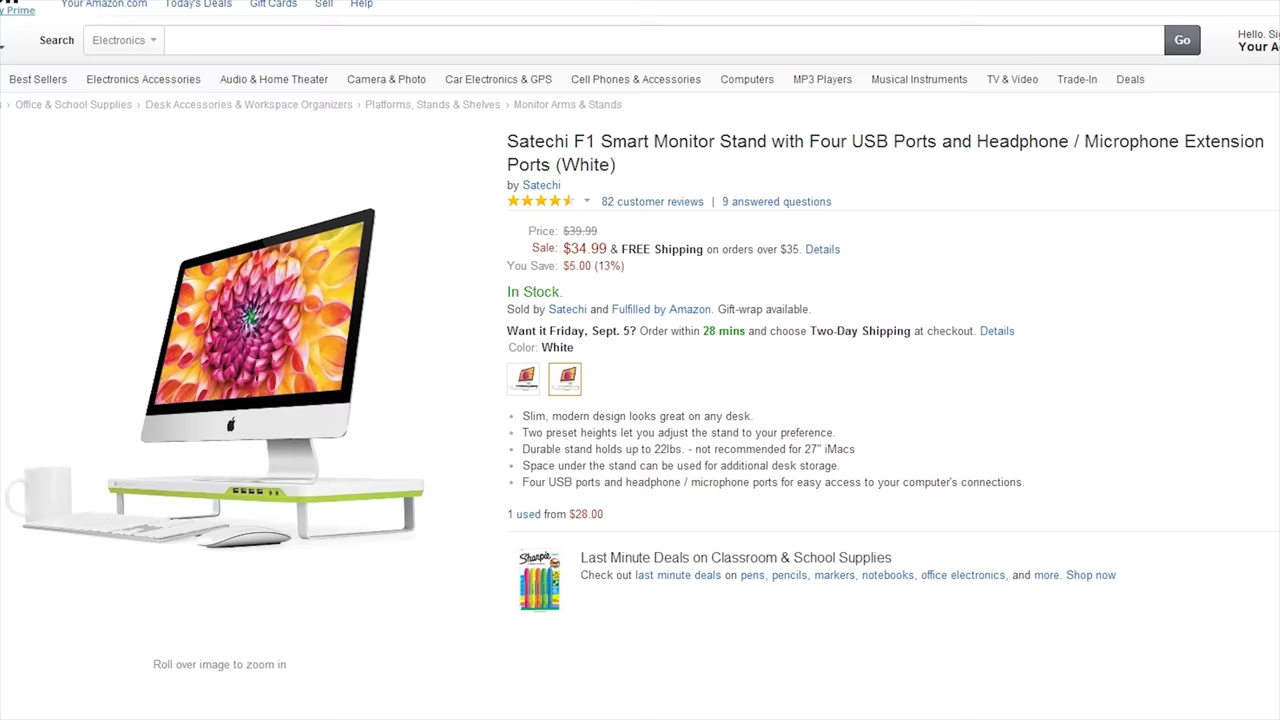 y Prime
Your Amazon.com Today's Deals Gift Cards Sell Help
Search Electronics Go
Hello. Si
Your A
Best Sellers Electronics Accessories Audio & Home Theater Camera & Photo Car Electronics & GPS Cell Phones & Accessories Computers MP3 Players Musical Instruments TV & Video Trade-In Deals
s › Office & School Supplies › Desk Accessories & Workspace Organizers › Platforms, Stands & Shelves › Monitor Arms & Stands
Satechi F1 Smart Monitor Stand with Four USB Ports and Headphone / Microphone Extension
Ports (White)
by Satechi
82 customer reviews | 9 answered questions
Price: $39.99
Sale: $34.99 & FREE Shipping on orders over $35. Details
You Save: $5.00 (13%)
In Stock.
Sold by Satechi and Fulfilled by Amazon. Gift-wrap available.
Want it Friday, Sept. 5? Order within 28 mins and choose Two-Day Shipping at checkout. Details
Color: White
• Slim, modern design looks great on any desk.
• Two preset heights let you adjust the stand to your preference.
• Durable stand holds up to 22lbs. - not recommended for 27" iMacs
• Space under the stand can be used for additional desk storage.
• Four USB ports and headphone / microphone ports for easy access to your computer's connections.
1 used from $28.00
Sharpie
Last Minute Deals on Classroom & School Supplies
Check out last minute deals on pens, pencils, markers, notebooks, office electronics, and more. Shop now
Roll over image to zoom in